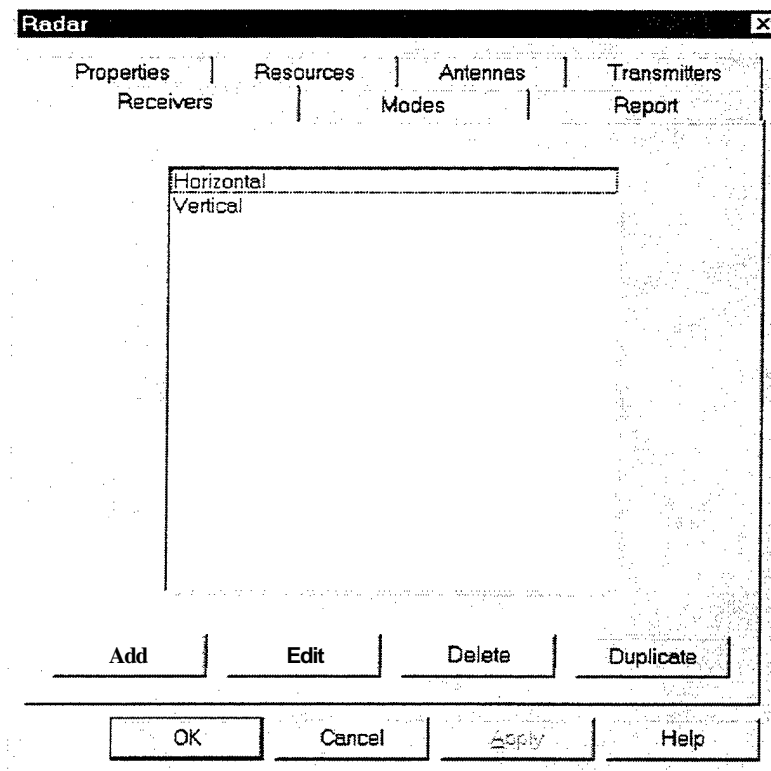 Radar
Properties Resources Antennas Transmitters
Receivers Modes Report
Horizontal
Vertical
Add Edit Delete Duplicate
OK Cancel Apply Help